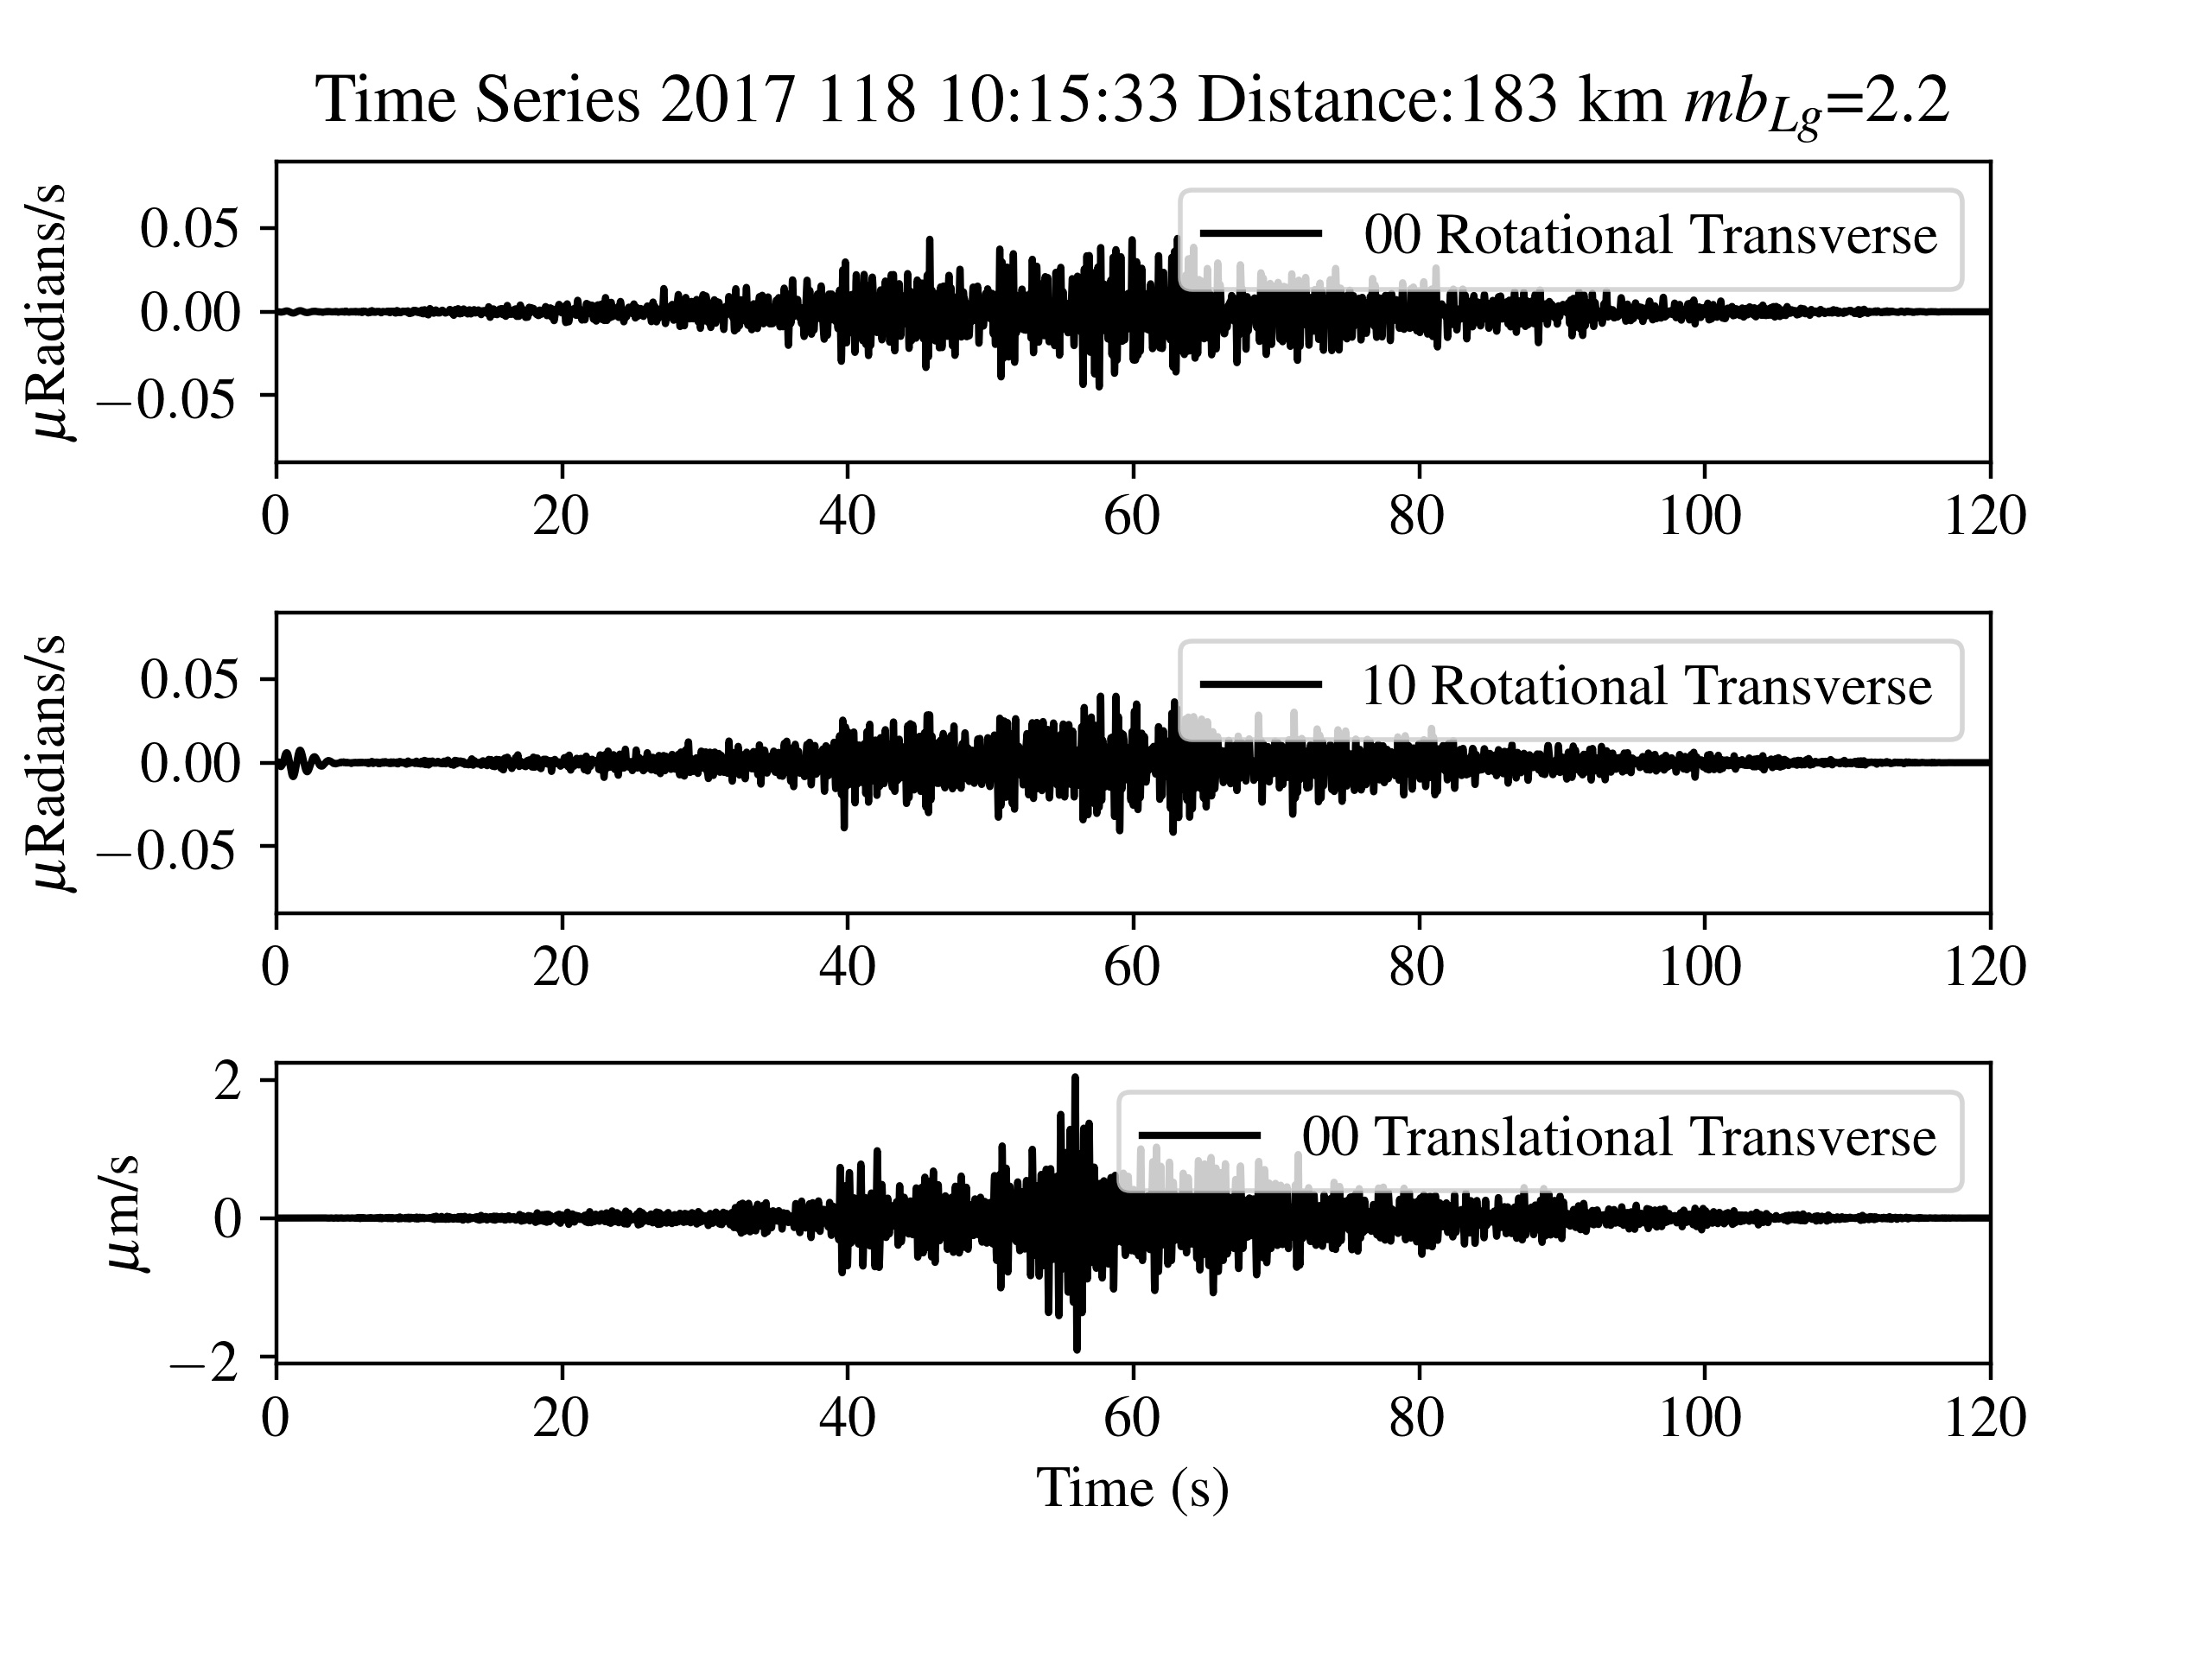 Time Series 2017 118 10:15:33 Distance:183 km mb_Lg=2.2
μRadians/s
0.05
0.00
−0.05
00 Rotational Transverse
0 20 40 60 80 100 120
μRadians/s
0.05
0.00
−0.05
10 Rotational Transverse
0 20 40 60 80 100 120
μm/s
2
0
−2
00 Translational Transverse
0 20 40 60 80 100 120
Time (s)